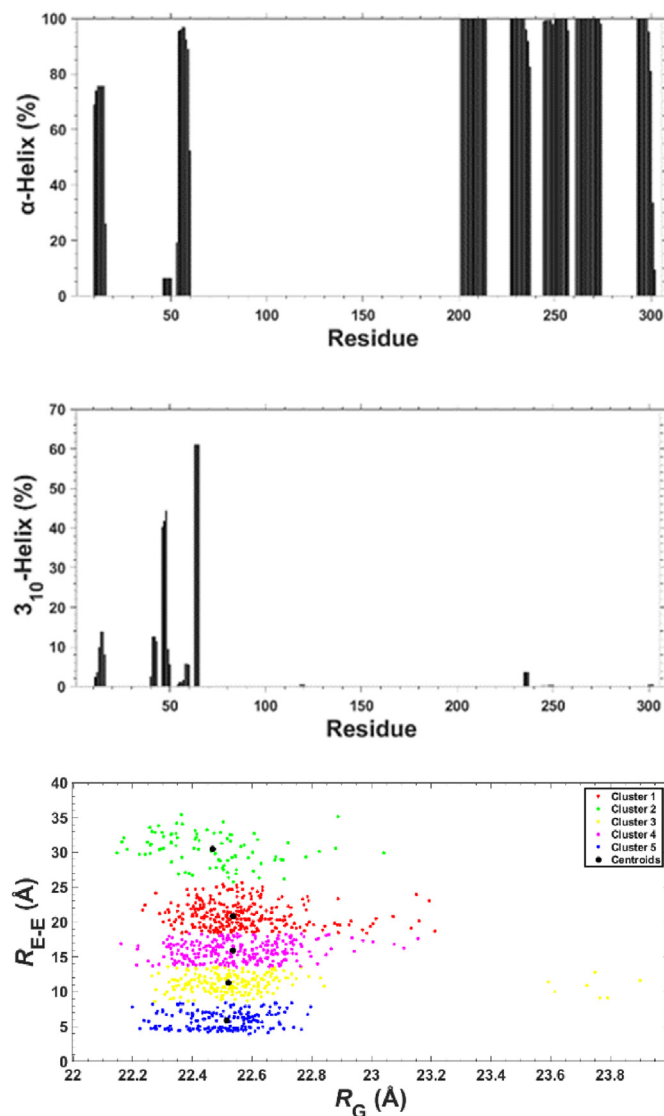 100
80
60
40
20
0
α-Helix (%)
50 100 150 200 250 300
Residue
70
60
50
40
30
20
10
0
3₁₀-Helix (%)
50 100 150 200 250 300
Residue
40
35
30
25
20
15
10
5
0
R_E-E (Å)
Cluster 1
Cluster 2
Cluster 3
Cluster 4
Cluster 5
Centroids
22 22.2 22.4 22.6 22.8 23 23.2 23.4 23.6 23.8
R_G (Å)